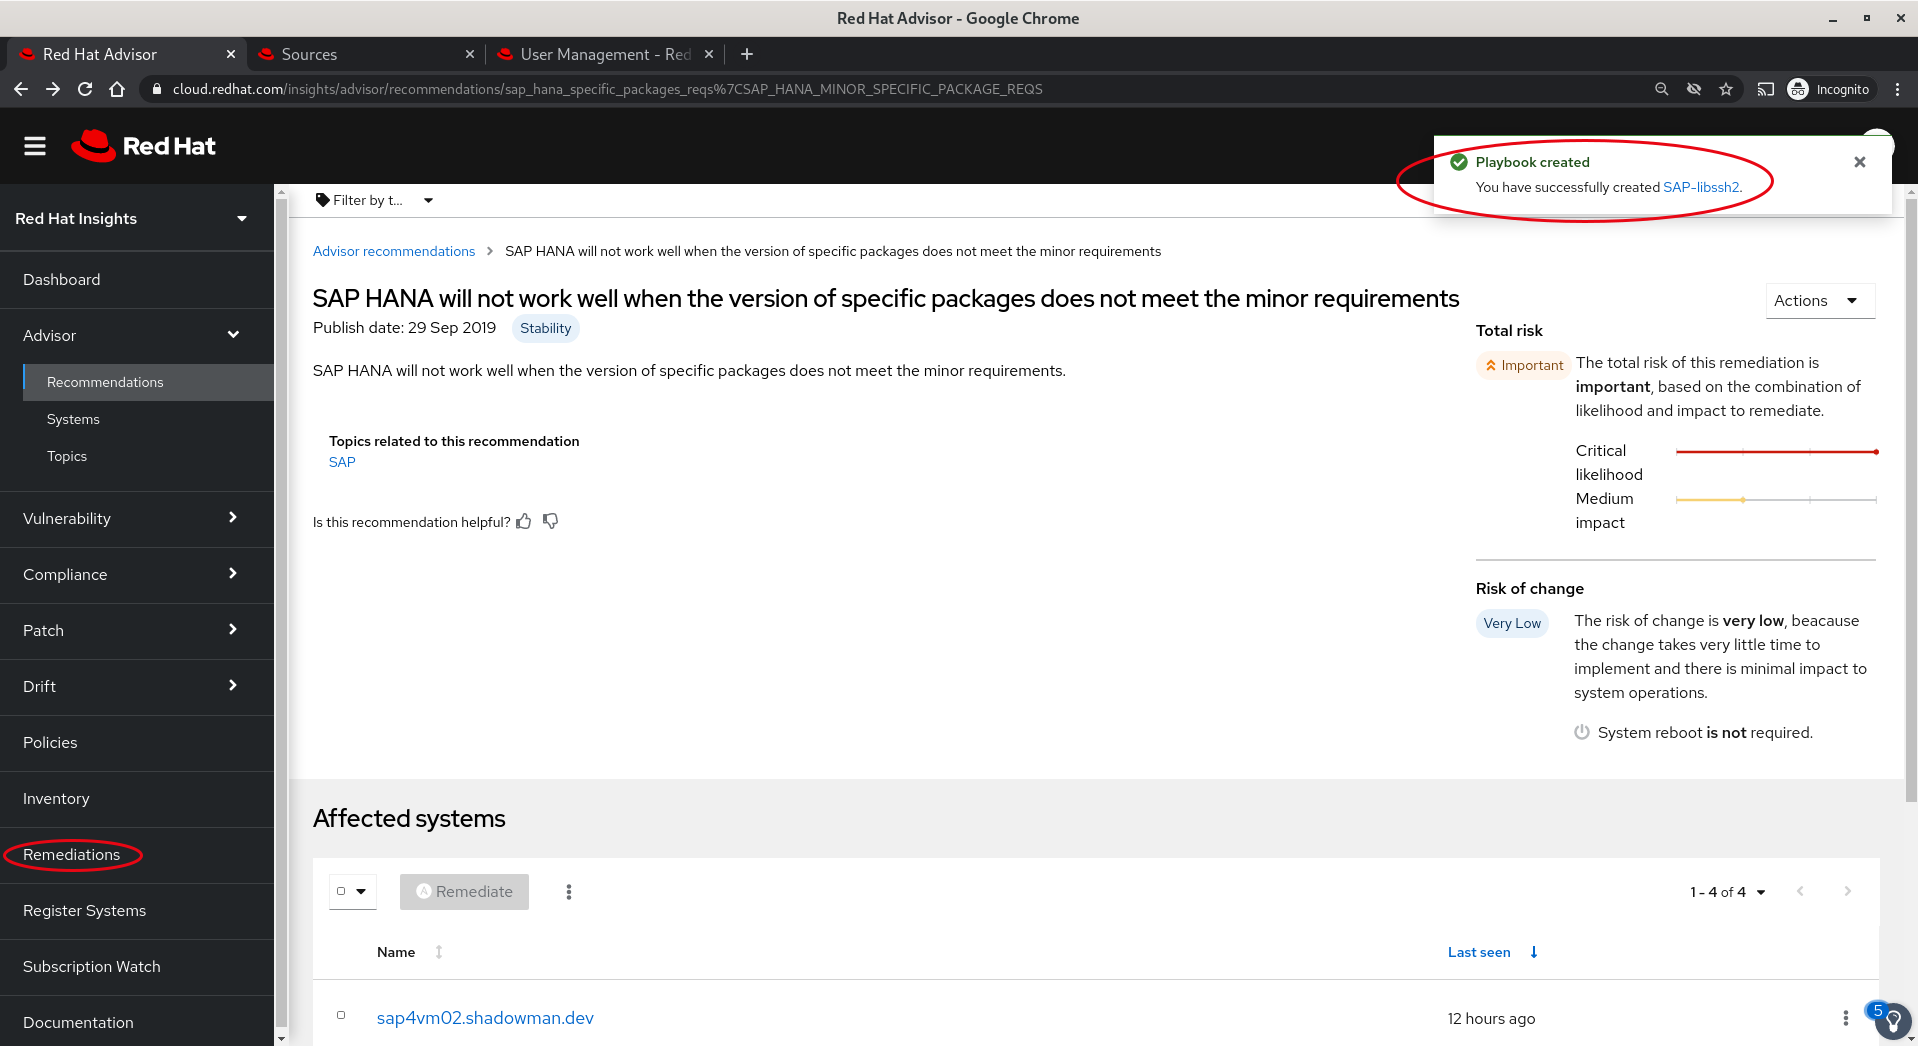 Red Hat Advisor - Google Chrome
Red Hat Advisor
Sources
User Management - Red
cloud.redhat.com/insights/advisor/recommendations/sap_hana_specific_packages_reqs%7CSAP_HANA_MINOR_SPECIFIC_PACKAGE_REQS
Incognito
Red Hat
Playbook created
You have successfully created SAP-libssh2.
Red Hat Insights
Dashboard
Advisor
Recommendations
Systems
Topics
Vulnerability
Compliance
Patch
Drift
Policies
Inventory
Remediations
Register Systems
Subscription Watch
Documentation
Filter by t...
Advisor recommendations > SAP HANA will not work well when the version of specific packages does not meet the minor requirements
SAP HANA will not work well when the version of specific packages does not meet the minor requirements
Publish date: 29 Sep 2019 Stability
SAP HANA will not work well when the version of specific packages does not meet the minor requirements.
Topics related to this recommendation
SAP
Is this recommendation helpful?
Actions
Total risk
Important
The total risk of this remediation is
important, based on the combination of
likelihood and impact to remediate.
Critical
likelihood
Medium
impact
Risk of change
Very Low
The risk of change is very low, beacause
the change takes very little time to
implement and there is minimal impact to
system operations.
System reboot is not required.
Affected systems
Remediate
1 - 4 of 4
Name
Last seen
sap4vm02.shadowman.dev
12 hours ago
5